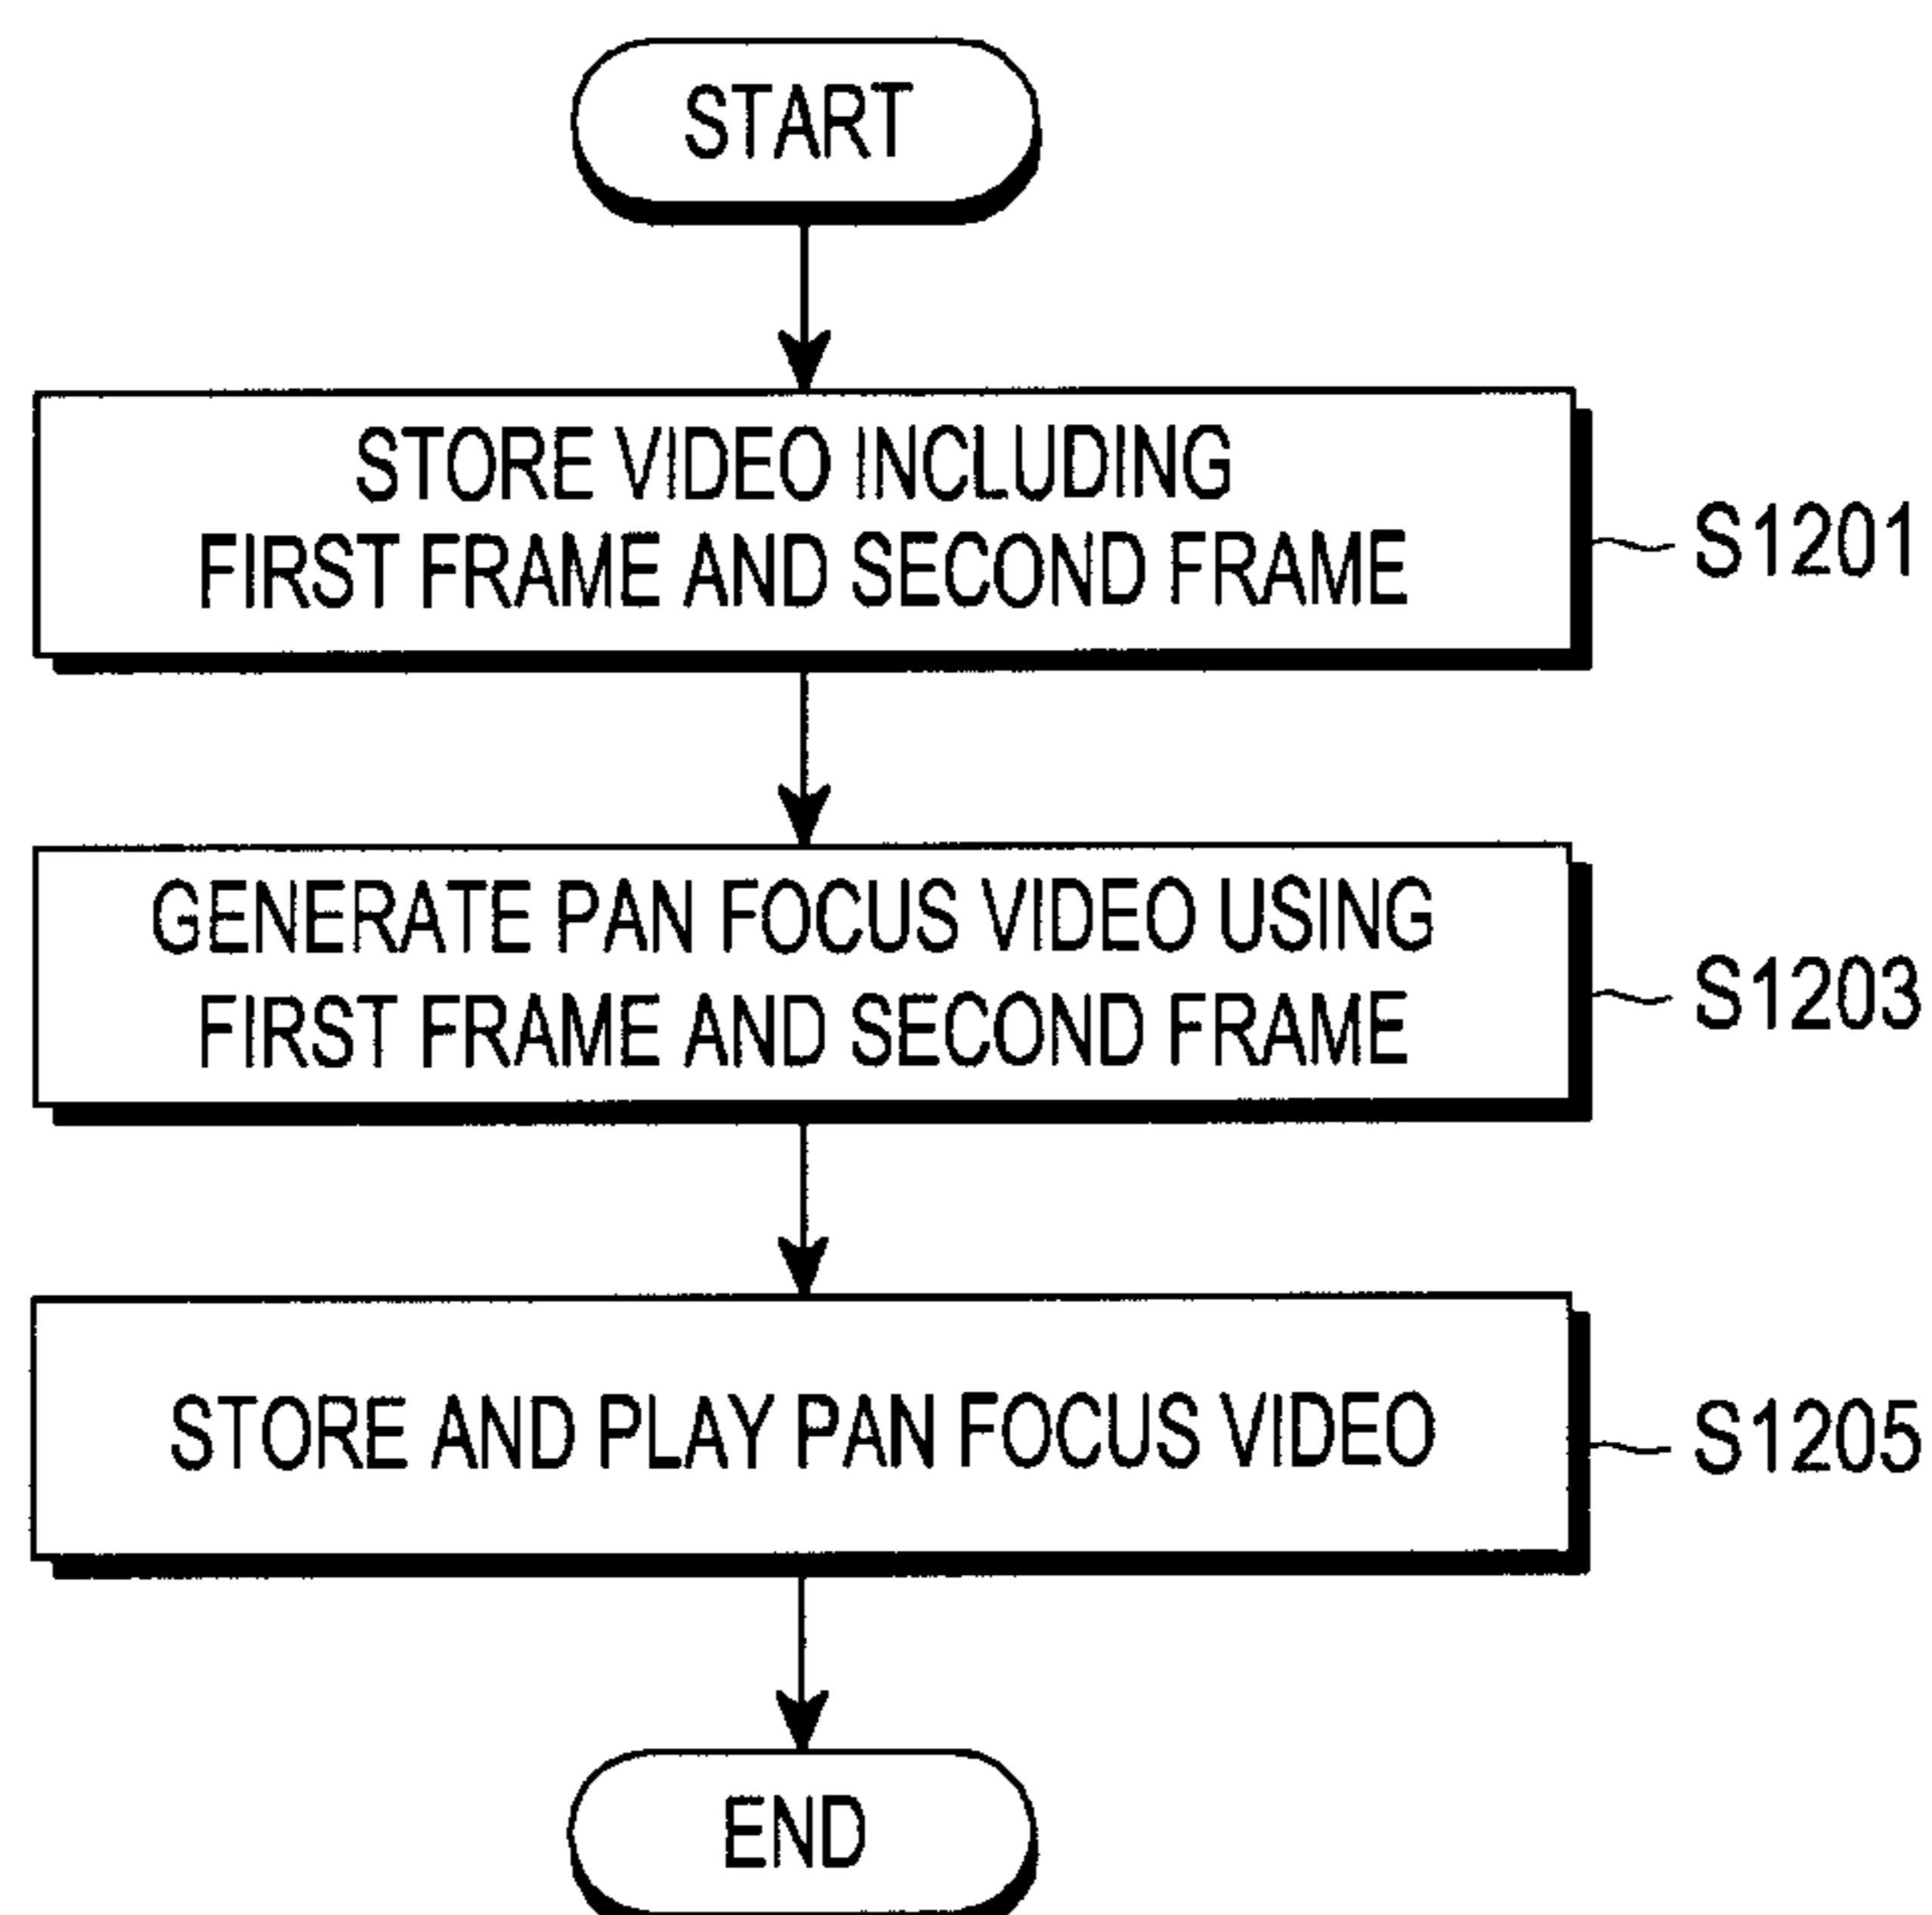 START
STORE VIDEO INCLUDING
FIRST FRAME AND SECOND FRAME
S1201
GENERATE PAN FOCUS VIDEO USING
FIRST FRAME AND SECOND FRAME
S1203
STORE AND PLAY PAN FOCUS VIDEO
S1205
END